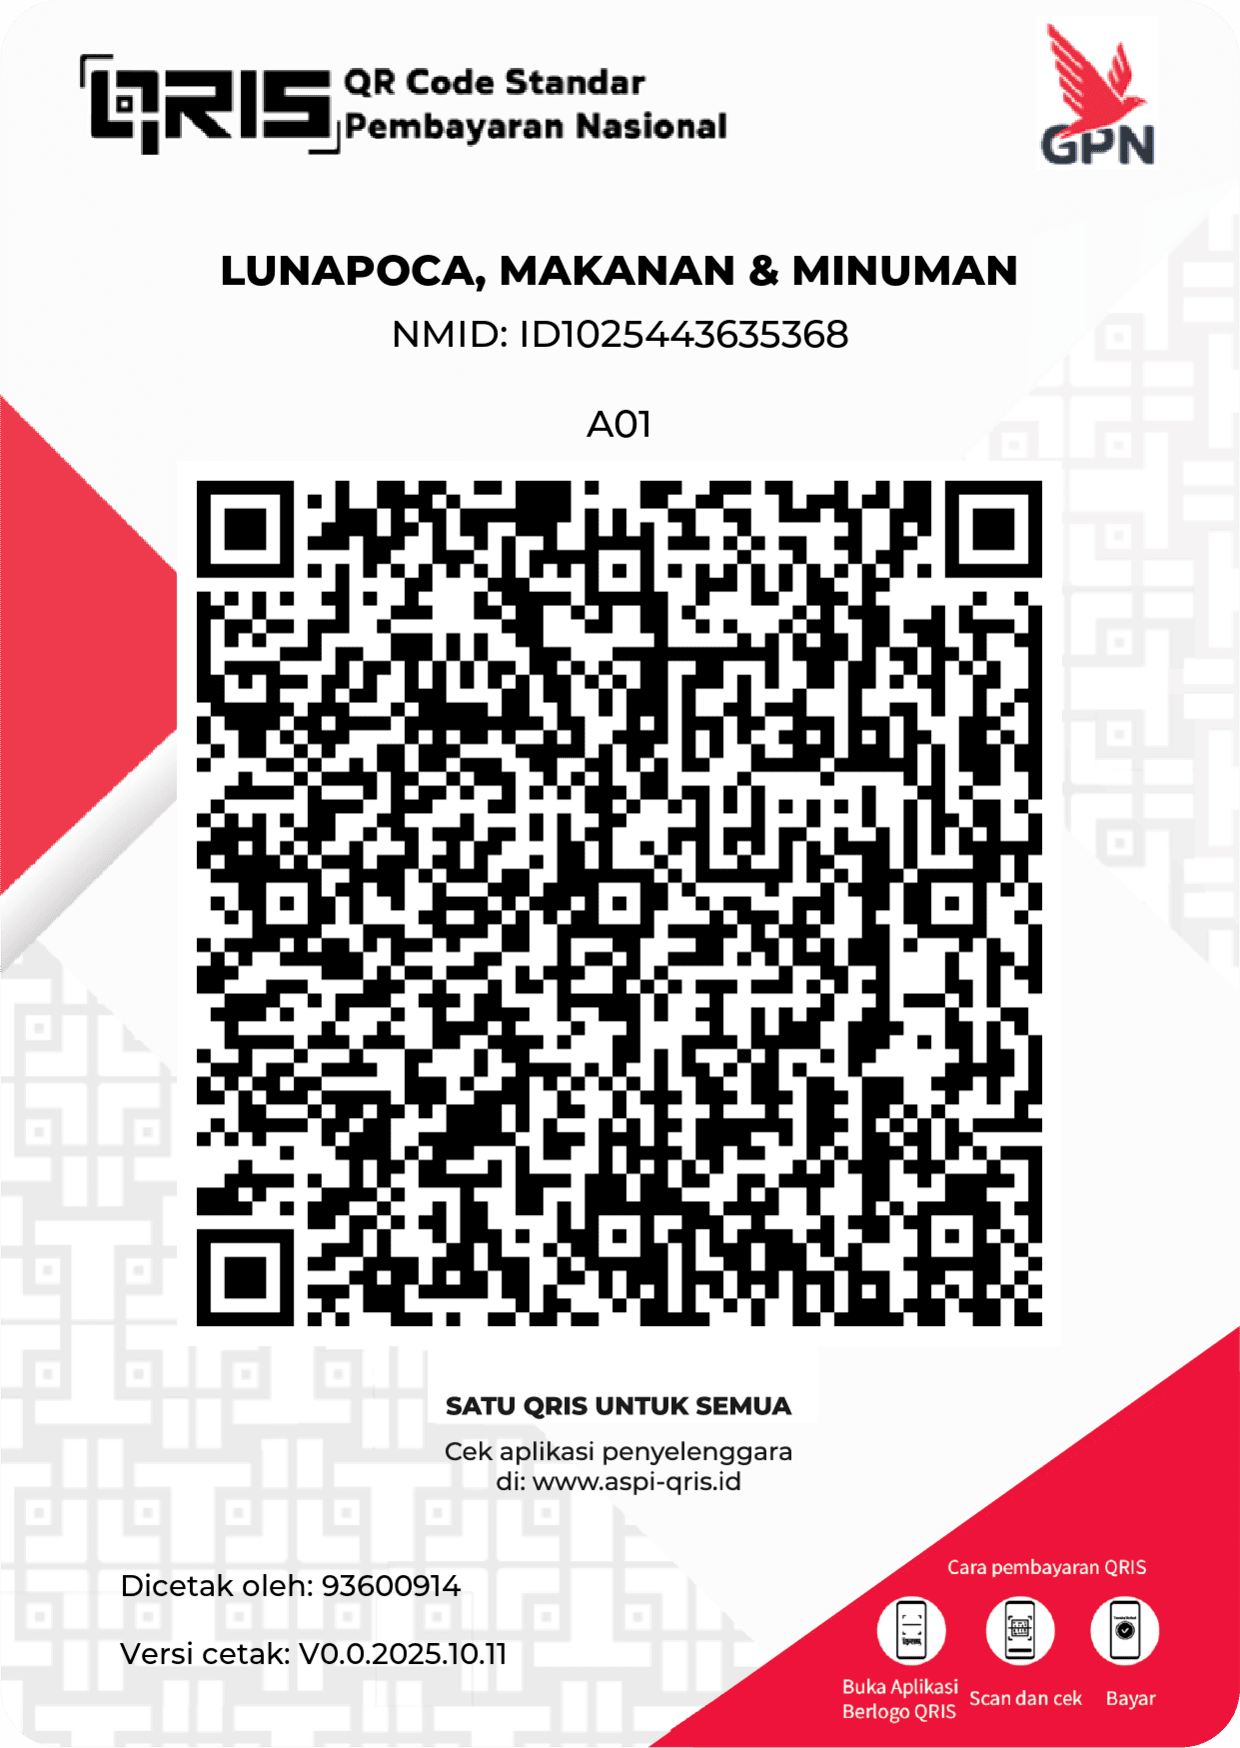 QRIS QR Code Standar
Pembayaran Nasional
GPN
LUNAPOCA, MAKANAN & MINUMAN
NMID: ID1025443635368
A01
SATU QRIS UNTUK SEMUA
Cek aplikasi penyelenggara
di: www.aspi-qris.id
Dicetak oleh: 93600914
Versi cetak: V0.0.2025.10.11
Cara pembayaran QRIS
Buka Aplikasi
Berlogo QRIS
Scan dan cek
Bayar